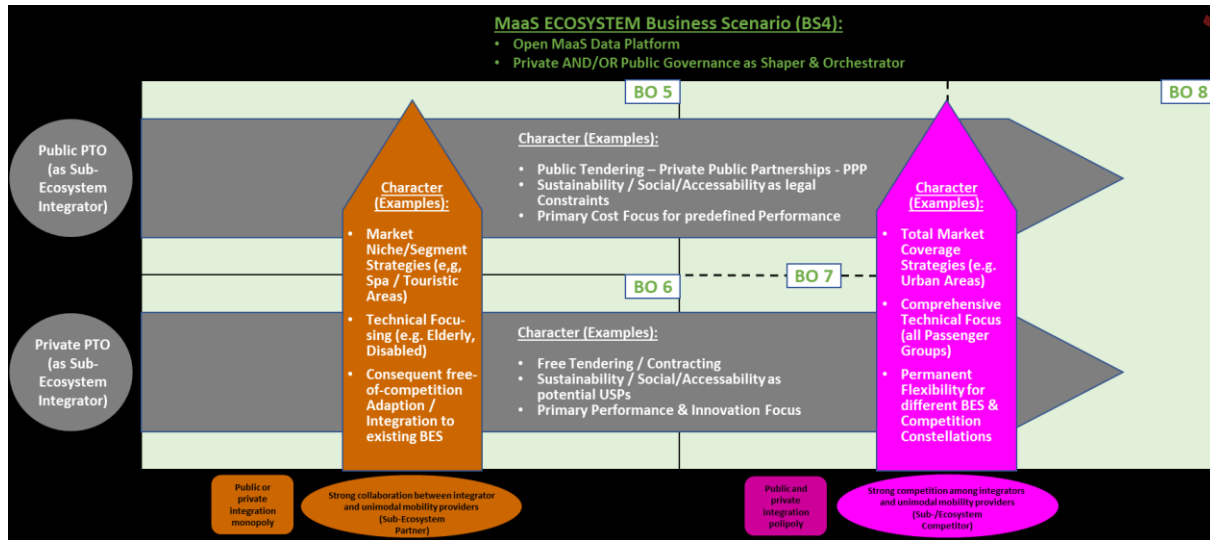 MaaS ECOSYSTEM Business Scenario (BS4):
• Open MaaS Data Platform
• Private AND/OR Public Governance as Shaper & Orchestrator
BO 5
BO 8
Public PTO
(as Sub-
Ecosystem
Integrator)
Character (Examples):
• Public Tendering – Private Public Partnerships - PPP
• Sustainability / Social/Accessability as legal
Constraints
• Primary Cost Focus for predefined Performance
Character
(Examples):
• Market
Niche/Segment
Strategies (e,g,
Spa / Touristic
Areas)
• Technical Focu-
sing (e.g. Elderly,
Disabled)
• Consequent free-
of-competition
Adaption /
Integration to
existing BES
Character
(Examples):
• Total Market
Coverage
Strategies (e.g.
Urban Areas)
• Comprehensive
Technical Focus
(all Passenger
Groups)
• Permanent
Flexibility for
different BES &
Competition
Constellations
BO 6
BO 7
Private PTO
(as Sub-
Ecosystem
Integrator)
Character (Examples):
• Free Tendering / Contracting
• Sustainability / Social/Accessability as
potential USPs
• Primary Performance & Innovation Focus
Public or
private
integration
monopoly
Strong collaboration between integrator
and unimodal mobility providers
(Sub-Ecosystem
Partner)
Public and
private
integration
polipoly
Strong competition among integrators
and unimodal mobility providers
(Sub-/Ecosystem
Competitor)